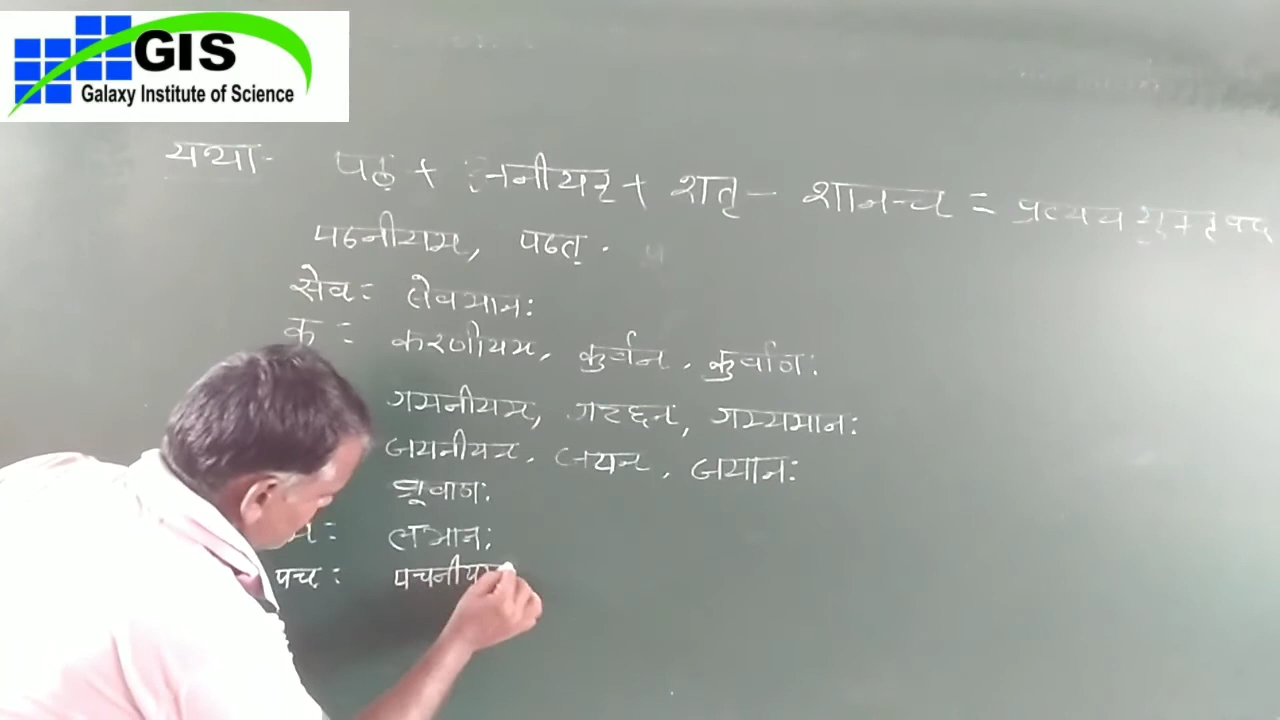 GIS
Galaxy Institute of Science
यथा- पठ् + अनीयर + शतृ - शानच = प्रत्यय युक्त पद
पठनीयम, पठत्.
सेव: सेवमान:
क : करणीयम, कुर्वन, कुर्वाण:
गमनीयम, गच्छन, गम्यमान:
जयनीयम, जयन, जयान:
ब्रूवाण:
लभान:
पच : पचनीय